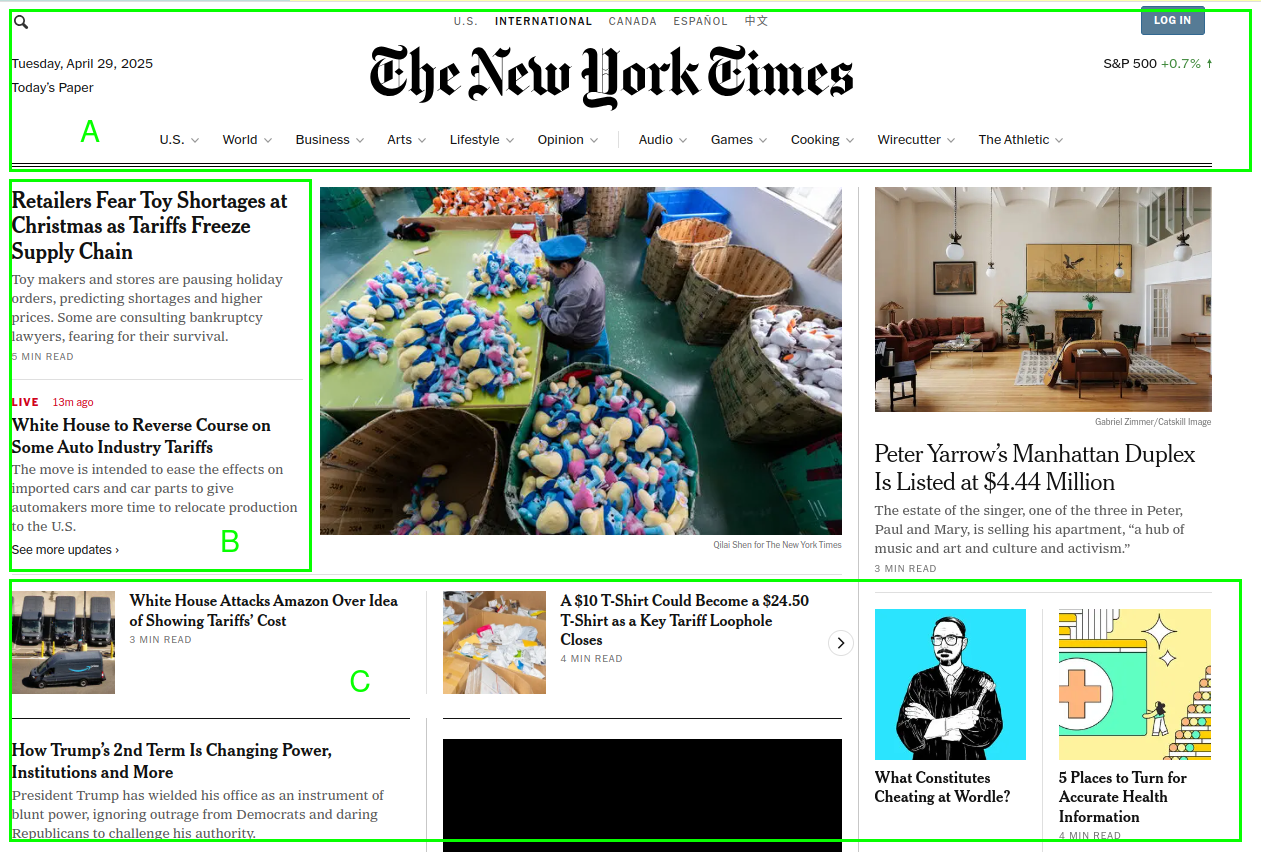 U.S. INTERNATIONAL CANADA ESPAÑOL 中文
LOG IN
Tuesday, April 29, 2025
Today's Paper
The New York Times
S&P 500 +0.7% ↑
A
U.S. World Business Arts Lifestyle Opinion Audio Games Cooking Wirecutter The Athletic
Retailers Fear Toy Shortages at
Christmas as Tariffs Freeze
Supply Chain
Toy makers and stores are pausing holiday
orders, predicting shortages and higher
prices. Some are consulting bankruptcy
lawyers, fearing for their survival.
5 MIN READ
LIVE 13m ago
White House to Reverse Course on
Some Auto Industry Tariffs
The move is intended to ease the effects on
imported cars and car parts to give
automakers more time to relocate production
to the U.S.
See more updates ›
B
Qilai Shen for The New York Times
Gabriel Zimmer/Catskill Image
Peter Yarrow's Manhattan Duplex
Is Listed at $4.44 Million
The estate of the singer, one of the three in Peter,
Paul and Mary, is selling his apartment, “a hub of
music and art and culture and activism.”
3 MIN READ
White House Attacks Amazon Over Idea
of Showing Tariffs’ Cost
3 MIN READ
C
A $10 T-Shirt Could Become a $24.50
T-Shirt as a Key Tariff Loophole
Closes
4 MIN READ
How Trump’s 2nd Term Is Changing Power,
Institutions and More
President Trump has wielded his office as an instrument of
blunt power, ignoring outrage from Democrats and daring
Republicans to challenge his authority.
What Constitutes
Cheating at Wordle?
5 Places to Turn for
Accurate Health
Information
4 MIN READ